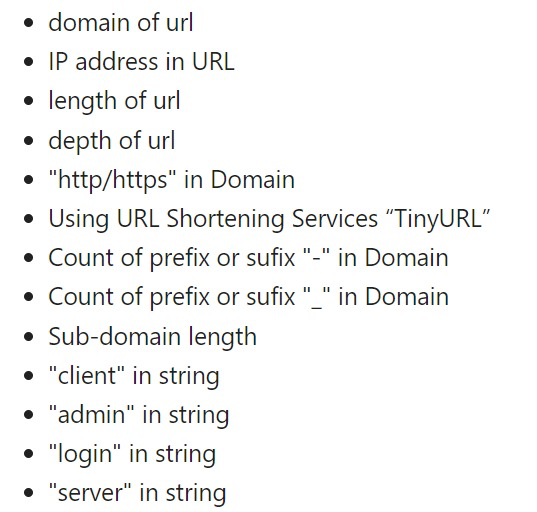 • domain of url
• IP address in URL
• length of url
• depth of url
• "http/https" in Domain
• Using URL Shortening Services “TinyURL”
• Count of prefix or sufix "-" in Domain
• Count of prefix or sufix "_" in Domain
• Sub-domain length
• "client" in string
• "admin" in string
• "login" in string
• "server" in string